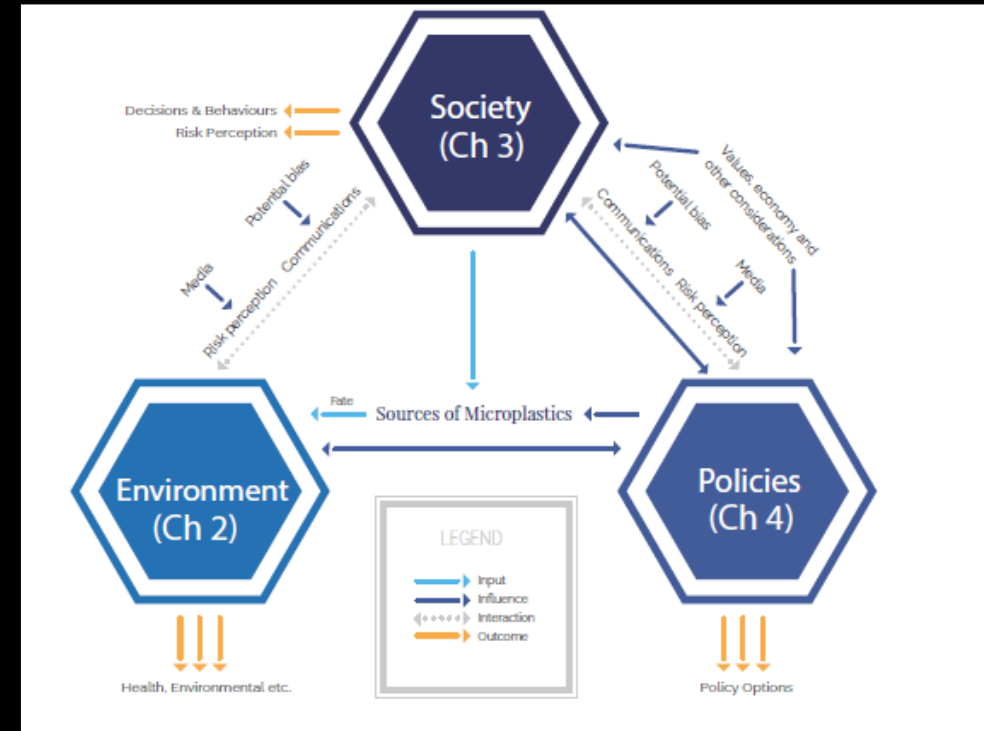 Society
(Ch 3)
Decisions & Behaviours
Risk Perception
Potential bias
Communications
Media
Risk perception
Values, economy and
other considerations
Potential bias
Communications
Media
Risk perception
Fate
Sources of Microplastics
Environment
(Ch 2)
Policies
(Ch 4)
LEGEND
Input
Influence
Interaction
Outcome
Health, Environmental etc.
Policy Options